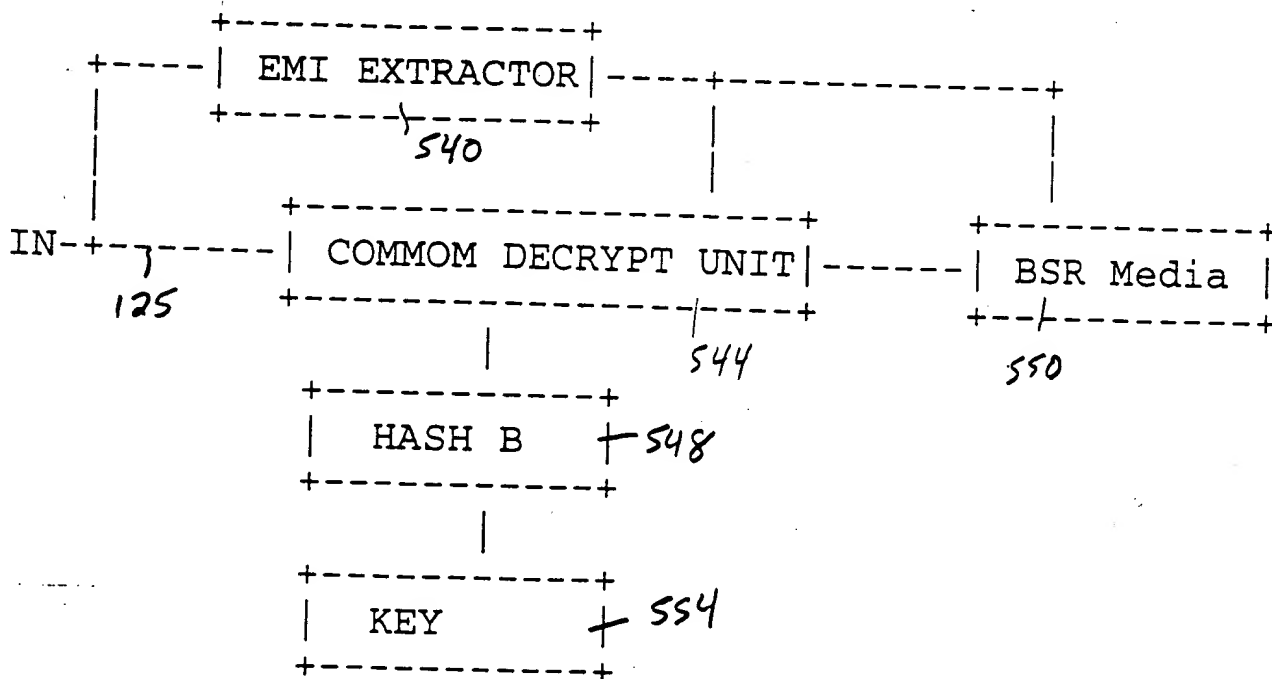 EMI EXTRACTOR
540
IN
COMMOM DECRYPT UNIT
BSR Media
125
544
550
HASH B
548
KEY
554